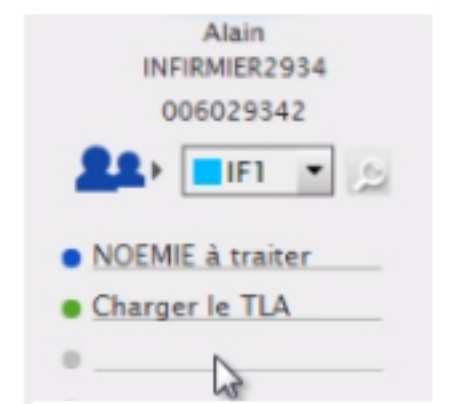 Alain
INFIRMIER2934
006029342
IF1
NOEMIE à traiter
Charger le TLA